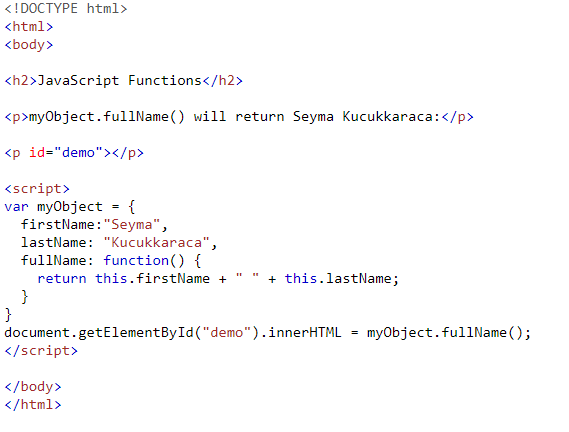 <!DOCTYPE html>
<html>
<body>
<h2>JavaScript Functions</h2>
<p>myObject.fullName() will return Seyma Kucukkaraca:</p>
<p id="demo"></p>
<script>
var myObject = {
  firstName:"Seyma",
  lastName: "Kucukkaraca",
  fullName: function() {
    return this.firstName + " " + this.lastName;
  }
}
document.getElementById("demo").innerHTML = myObject.fullName();
</script>
</body>
</html>